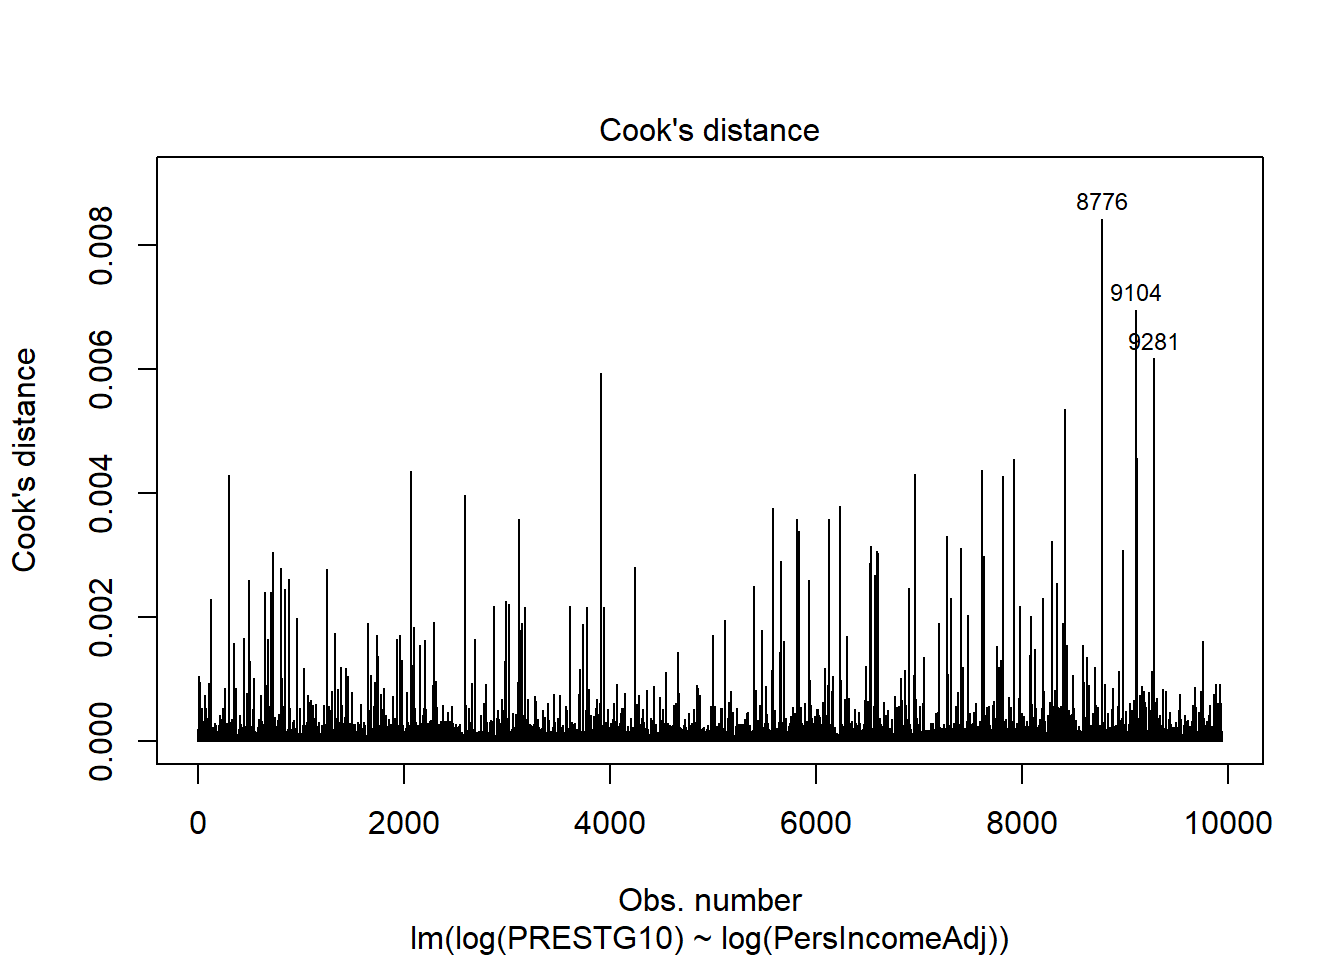 Cook's distance
8776
9104
9281
Cook's distance
0.008
0.006
0.004
0.002
0.000
0 2000 4000 6000 8000 10000
Obs. number
lm(log(PRESTG10) ~ log(PersIncomeAdj))